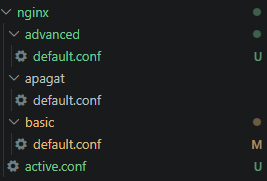 nginx
advanced
default.conf U
apagat
default.conf
basic
default.conf M
active.conf U